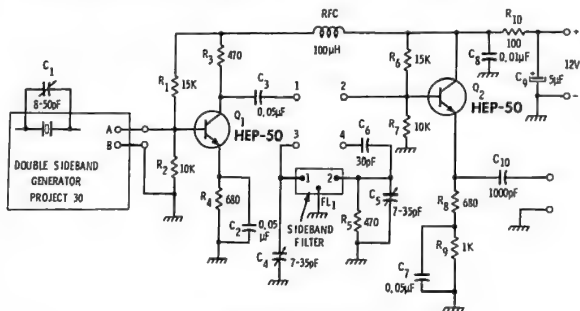 RFC
100μH
R10
100
+
12V
-
C8
0.01μF
C9
+
5μF
C1
8-50pF
R1
15K
R3
470
C3
0.05μF
1
2
3
4
R6
15K
Q2
HEP-50
Q1
HEP-50
A
B
DOUBLE SIDEBAND
GENERATOR
PROJECT 30
R2
10K
R7
10K
C6
30pF
R4
680
C2
0.05
μF
1
2
FL1
SIDEBAND
FILTER
C4
7-35pF
R5
470
C5
7-35pF
C10
1000pF
R8
680
R9
1K
C7
0.05μF